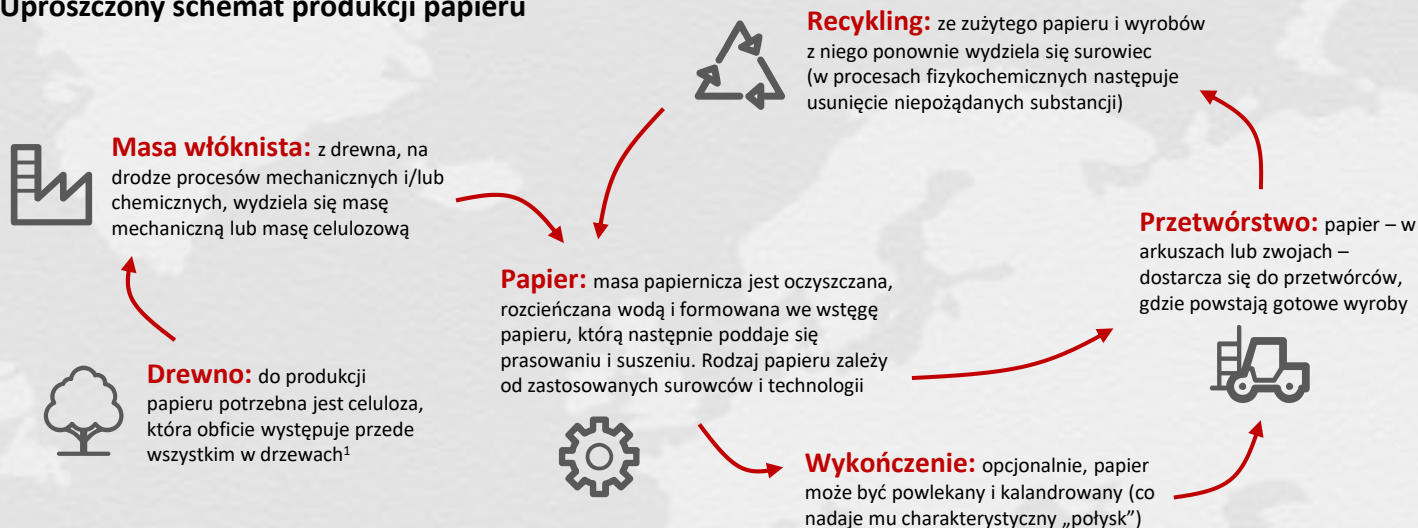 Uproszczony schemat produkcji papieru
Recykling: ze zużytego papieru i wyrobów
z niego ponownie wydziela się surowiec
(w procesach fizykochemicznych następuje
usunięcie niepożądanych substancji)
Masa włóknista: z drewna, na
drodze procesów mechanicznych i/lub
chemicznych, wydziela się masę
mechaniczną lub masę celulozową
Przetwórstwo: papier – w
arkuszach lub zwojach –
dostarcza się do przetwórców,
gdzie powstają gotowe wyroby
Papier: masa papiernicza jest oczyszczana,
rozcieńczana wodą i formowana we wstęgę
papieru, którą następnie poddaje się
prasowaniu i suszeniu. Rodzaj papieru zależy
od zastosowanych surowców i technologii
Drewno: do produkcji
papieru potrzebna jest celuloza,
która obficie występuje przede
wszystkim w drzewach¹
Wykończenie: opcjonalnie, papier
może być powlekany i kalandrowany (co
nadaje mu charakterystyczny „połysk”)